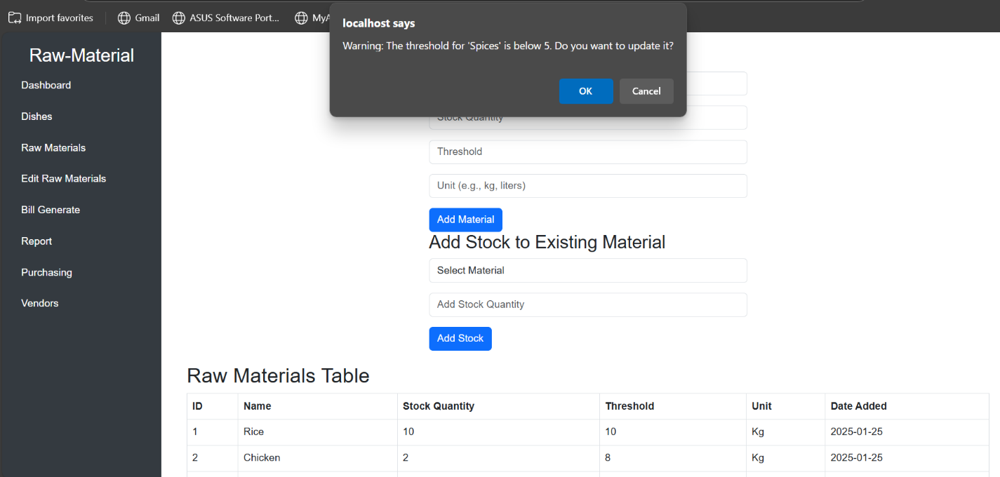 Import favorites
Gmail
ASUS Software Port...
MyA
localhost says
Warning: The threshold for 'Spices' is below 5. Do you want to update it?
OK
Cancel
Raw-Material
Dashboard
Dishes
Raw Materials
Edit Raw Materials
Bill Generate
Report
Purchasing
Vendors
Stock Quantity
Threshold
Unit (e.g., kg, liters)
Add Material
Add Stock to Existing Material
Select Material
Add Stock Quantity
Add Stock
Raw Materials Table
ID Name Stock Quantity Threshold Unit Date Added
1 Rice 10 10 Kg 2025-01-25
2 Chicken 2 8 Kg 2025-01-25